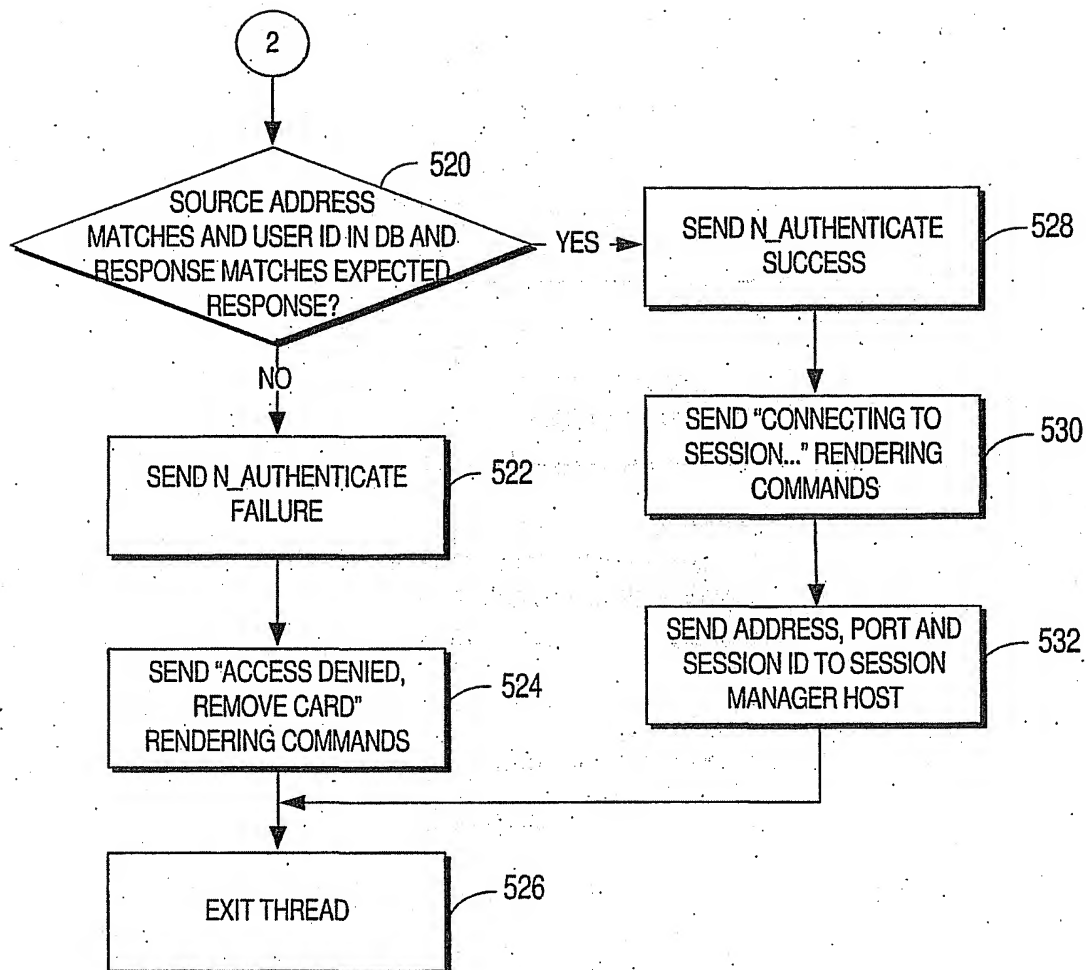 2
520
SOURCE ADDRESS
MATCHES AND USER ID IN DB AND
RESPONSE MATCHES EXPECTED
RESPONSE?
YES
SEND N_AUTHENTICATE
SUCCESS
528
NO
SEND "CONNECTING TO
SESSION..." RENDERING
COMMANDS
530
SEND N_AUTHENTICATE
FAILURE
522
SEND ADDRESS, PORT AND
SESSION ID TO SESSION
MANAGER HOST
532
SEND "ACCESS DENIED,
REMOVE CARD"
RENDERING COMMANDS
524
EXIT THREAD
526